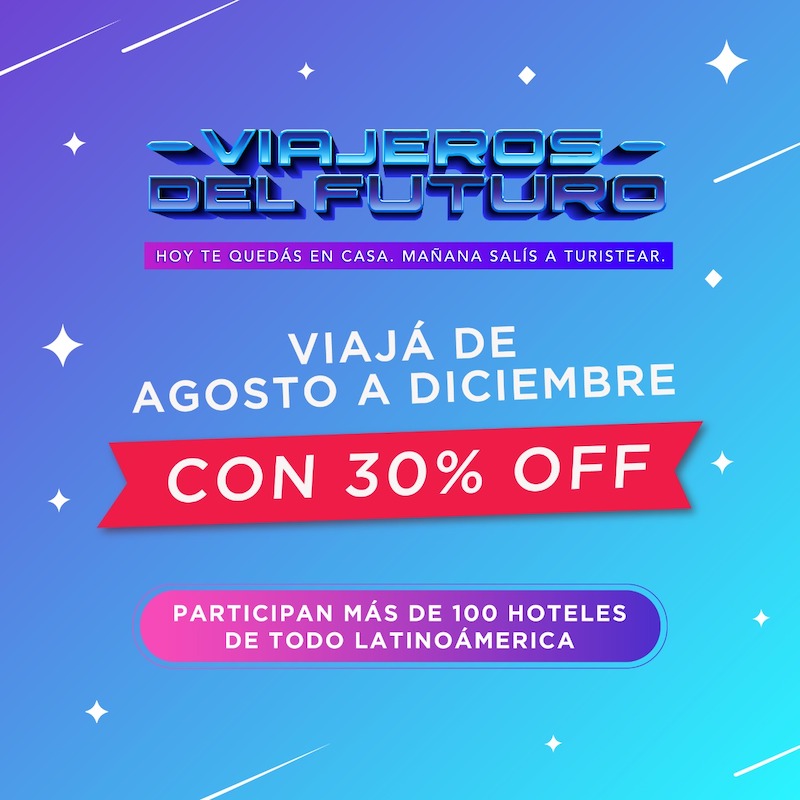 VIAJEROS
DEL FUTURO
HOY TE QUEDÁS EN CASA. MAÑANA SALÍS A TURISTEAR.
VIAJÁ DE
AGOSTO A DICIEMBRE
CON 30% OFF
PARTICIPAN MÁS DE 100 HOTELES
DE TODO LATINOÁMERICA